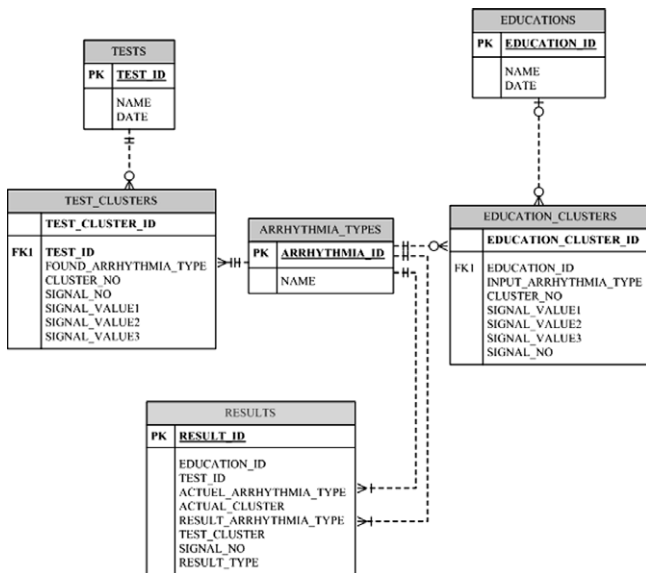 EDUCATIONS
PK EDUCATION_ID
NAME
DATE
TESTS
PK TEST_ID
NAME
DATE
TEST_CLUSTERS
TEST_CLUSTER_ID
FK1 TEST_ID
FOUND_ARRHYTHMIA_TYPE
CLUSTER_NO
SIGNAL_NO
SIGNAL_VALUE1
SIGNAL_VALUE2
SIGNAL_VALUE3
ARRHYTHMIA_TYPES
PK ARRHYTHMIA_ID
NAME
EDUCATION_CLUSTERS
EDUCATION_CLUSTER_ID
FK1 EDUCATION_ID
INPUT_ARRHYTHMIA_TYPE
CLUSTER_NO
SIGNAL_VALUE1
SIGNAL_VALUE2
SIGNAL_VALUE3
SIGNAL_NO
RESULTS
PK RESULT_ID
EDUCATION_ID
TEST_ID
ACTUEL_ARRHYTHMIA_TYPE
ACTUAL_CLUSTER
RESULT_ARRHYTHMIA_TYPE
TEST_CLUSTER
SIGNAL_NO
RESULT_TYPE